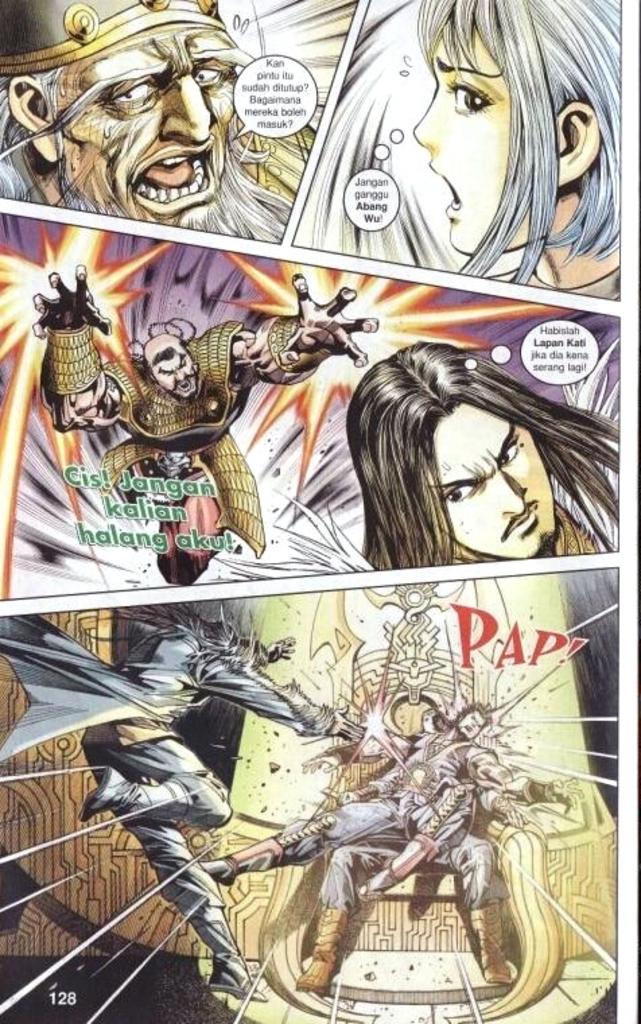 Kan
pintu itu
sudah ditutup?
Bagaimana
mereka boleh
masuk?
Jangan
ganggu
Abang
Wu!
Habislah
Lapan Kati
jika dia kena
serang lagi!
Cis! Jangan
kalian
halang aku!
PAP!
128